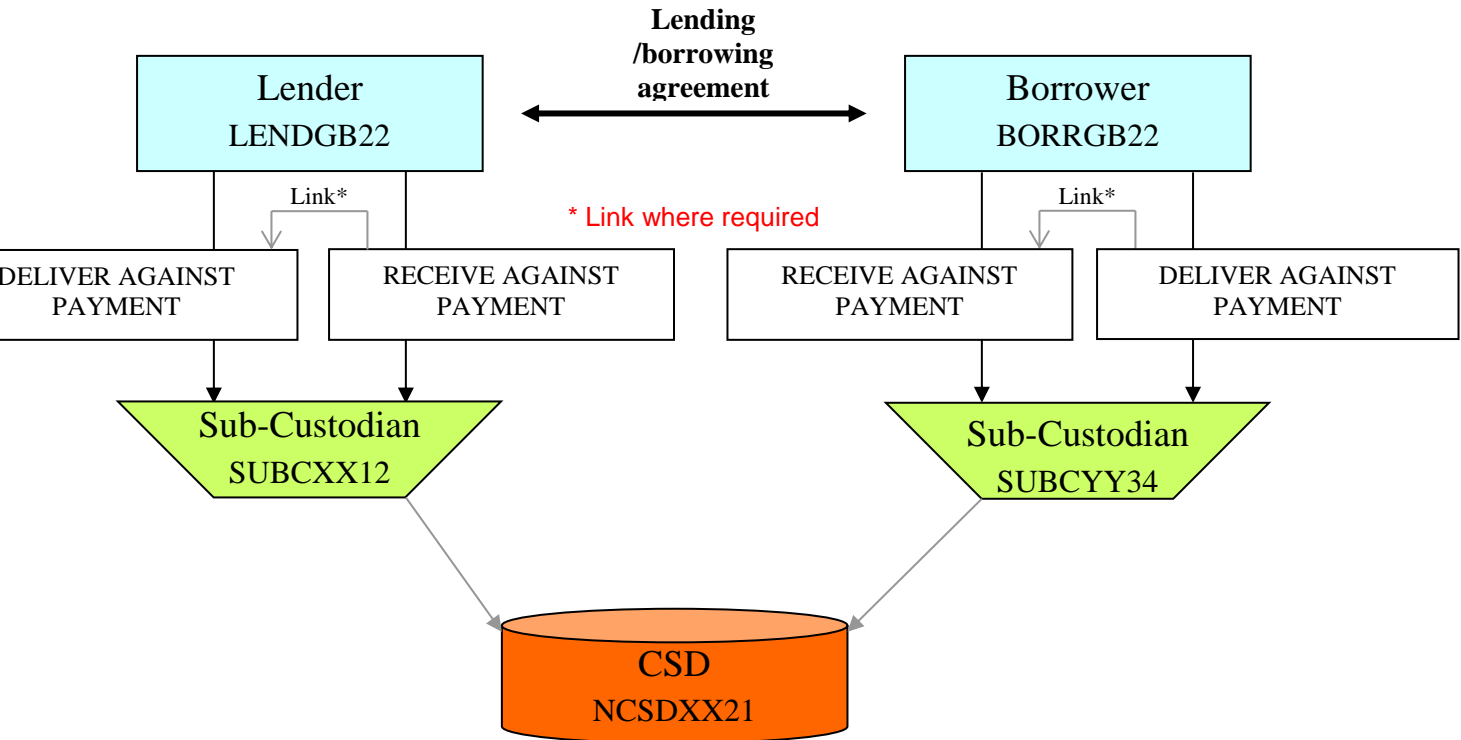 Lending
/borrowing
agreement
Lender
LENDGB22
Borrower
BORRGB22
Link*
* Link where required
Link*
DELIVER AGAINST
PAYMENT
RECEIVE AGAINST
PAYMENT
RECEIVE AGAINST
PAYMENT
DELIVER AGAINST
PAYMENT
Sub-Custodian
SUBCXX12
Sub-Custodian
SUBCYY34
CSD
NCSDXX21